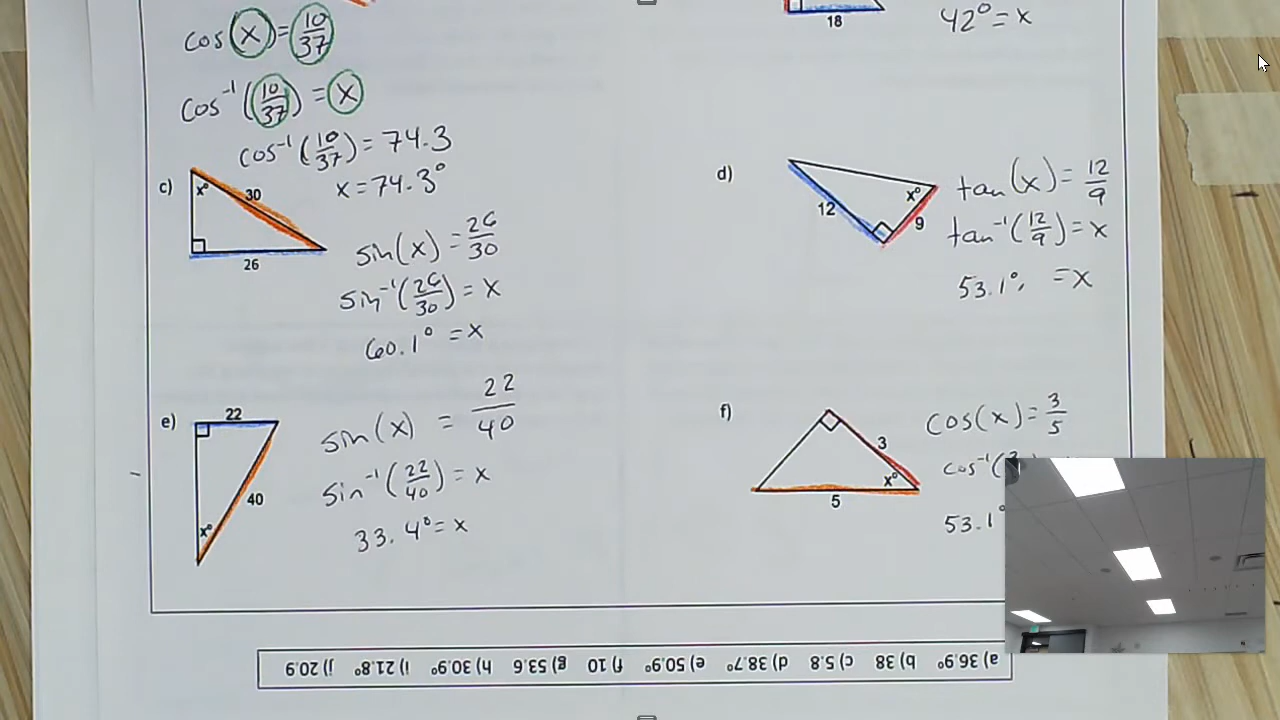 cos(x)=10/37
cos⁻¹(10/37)=x
cos⁻¹(10/37)=74.3
x=74.3°
18
42°=x
c)
x°
30
26
sin(x)=26/30
sin⁻¹(26/30)=x
60.1°=x
d)
12
x°
9
tan(x)=12/9
tan⁻¹(12/9)=x
53.1°, =x
e)
22
40
x°
sin(x) = 22/40
sin⁻¹(22/40)=x
33.4°=x
f)
3
x°
5
cos(x)=3/5
cos⁻¹(
53.1°
a) 36.9° b) 38 c) 5.8 d) 38.7° e) 50.9° f) 10 g) 53.6 h) 30.9° i) 21.8° j) 20.9